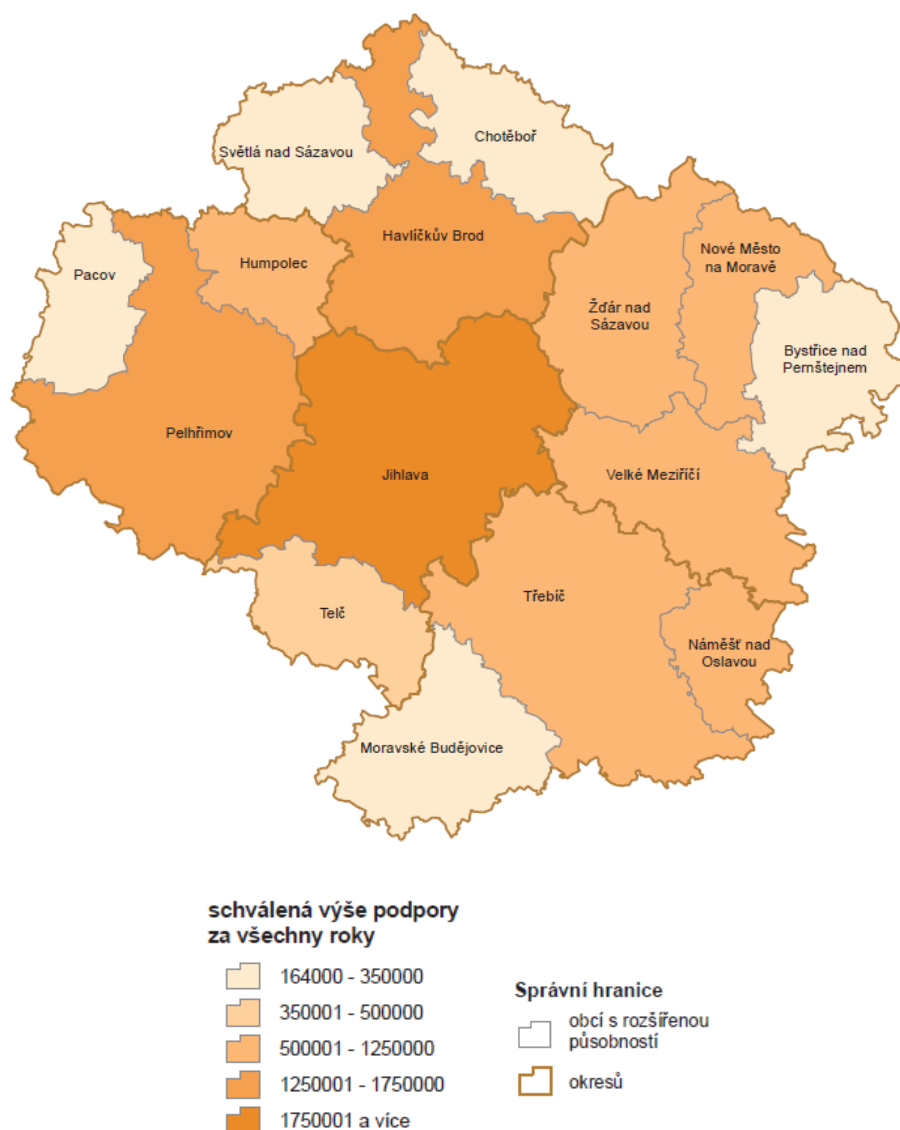 Chotěboř
Světlá nad Sázavou
Havlíčkův Brod
Nové Město
na Moravě
Humpolec
Pacov
Žďár nad
Sázavou
Bystřice nad
Pernštejnem
Pelhřimov
Jihlava
Velké Meziříčí
Třebíč
Telč
Náměšť nad
Oslavou
Moravské Budějovice
schválená výše podpory
za všechny roky
164000 - 350000
350001 - 500000
500001 - 1250000
1250001 - 1750000
1750001 a více
Správní hranice
obcí s rozšířenou
působností
okresů